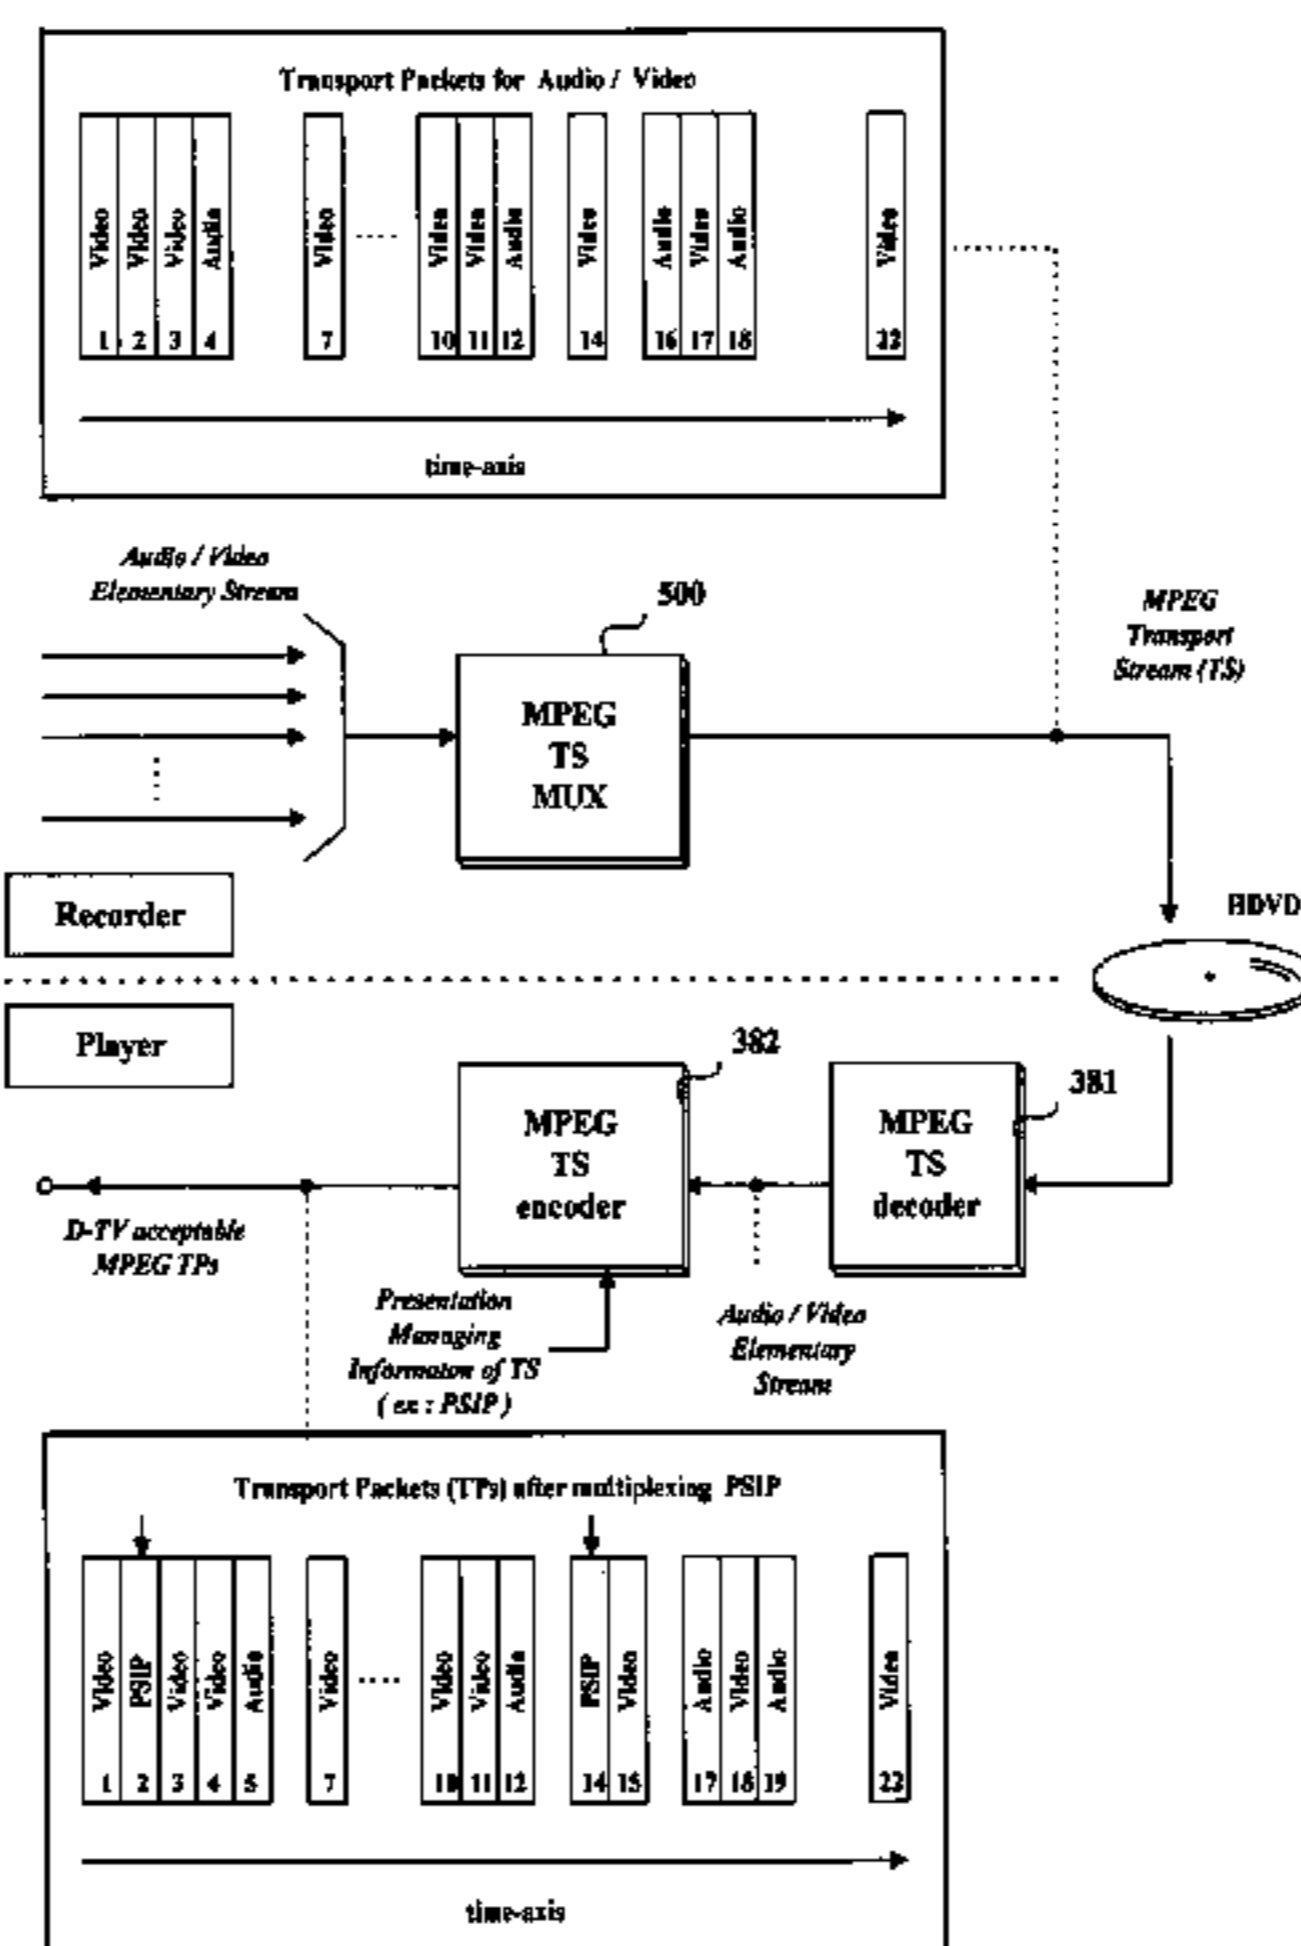 Transport Packets for Audio / Video
Video Video Video Audio Video Video Video Audio Video Audio Video Audio Video
1 2 3 4 7 10 11 12 14 16 17 18 22
time-axis
Audio / Video
Elementary Stream
500
MPEG
Transport
Stream (TS)
MPEG
TS
MUX
Recorder
HDVD
Player
382
381
MPEG
TS
encoder
MPEG
TS
decoder
D-TV acceptable
MPEG TPs
Presentation
Managing
Informaton of TS
( ex : PSIP )
Audio / Video
Elementary
Stream
Transport Packets (TPs) after multiplexing PSIP
Video PSIP Video Video Audio Video Video Video Audio PSIP Video Audio Video Audio Video
1 2 3 4 5 7 10 11 12 14 15 17 18 19 22
time-axis